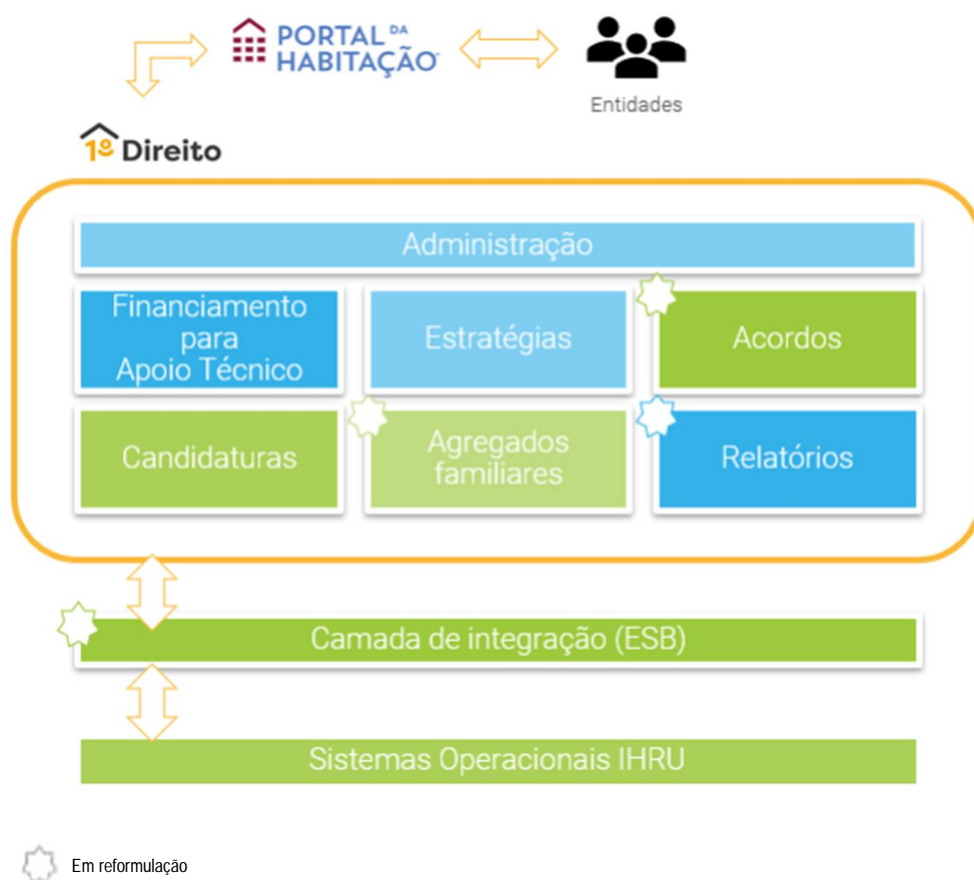 PORTAL DA
HABITAÇÃO
Entidades
1º Direito
Administração
Financiamento
para
Apoio Técnico
Estratégias
Acordos
Candidaturas
Agregados
familiares
Relatórios
Camada de integração (ESB)
Sistemas Operacionais IHRU
Em reformulação